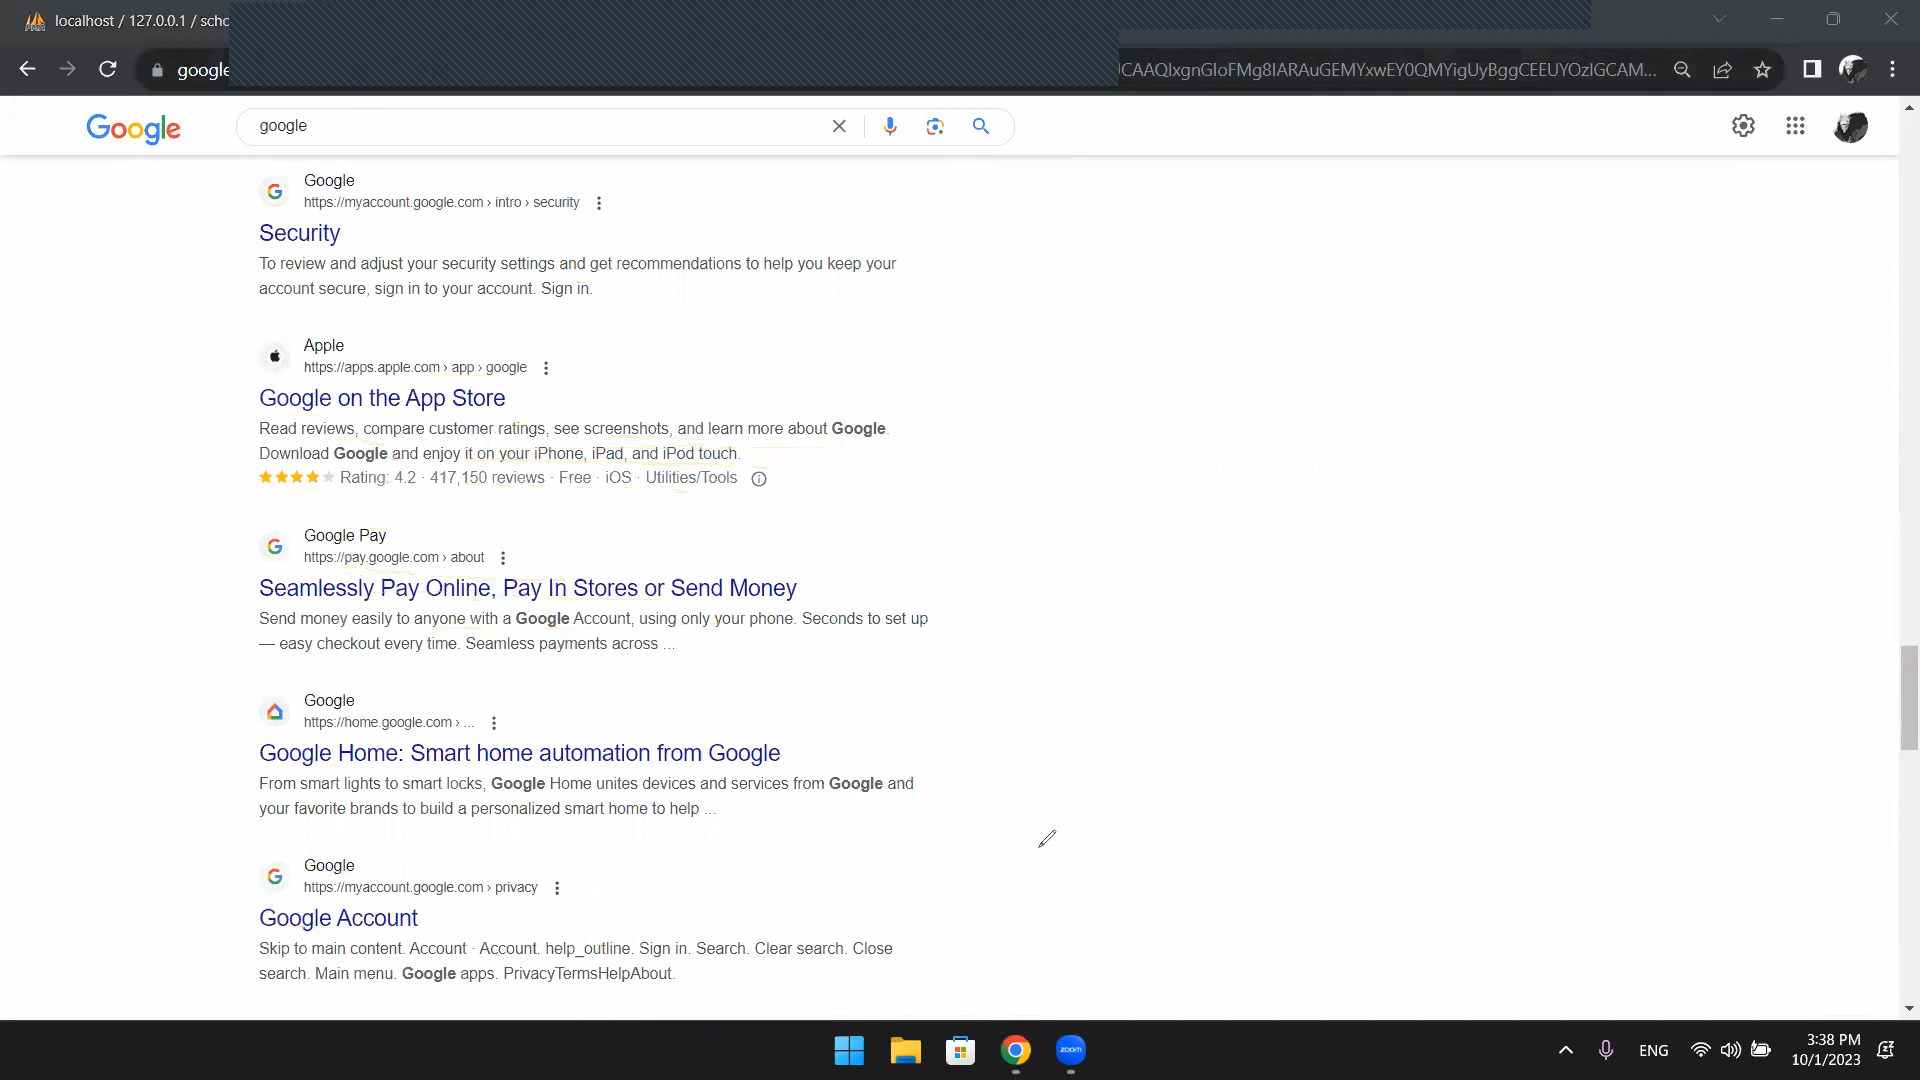 localhost / 127.0.0.1 / scho
google
CAAQIxgnGIoFMg8IARAuGEMYxwEY0QMYigUyBggCEEUYOzIGCAM...
Google
google
Google
https://myaccount.google.com › intro › security
Security
To review and adjust your security settings and get recommendations to help you keep your
account secure, sign in to your account. Sign in.
Apple
https://apps.apple.com › app › google
Google on the App Store
Read reviews, compare customer ratings, see screenshots, and learn more about Google.
Download Google and enjoy it on your iPhone, iPad, and iPod touch.
Rating: 4.2 · 417,150 reviews · Free · iOS · Utilities/Tools
Google Pay
https://pay.google.com › about
Seamlessly Pay Online, Pay In Stores or Send Money
Send money easily to anyone with a Google Account, using only your phone. Seconds to set up
— easy checkout every time. Seamless payments across ...
Google
https://home.google.com › ...
Google Home: Smart home automation from Google
From smart lights to smart locks, Google Home unites devices and services from Google and
your favorite brands to build a personalized smart home to help ...
Google
https://myaccount.google.com › privacy
Google Account
Skip to main content. Account · Account. help_outline. Sign in. Search. Clear search. Close
search. Main menu. Google apps. PrivacyTermsHelpAbout.
zoom
ENG
3:38 PM
10/1/2023